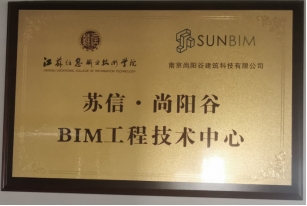 江苏信息职业技术学院 SUNBIM
JIANGSU VOCATIONAL COLLEGE OF INFORMATION TECHNOLOGY 南京尚阳谷建筑科技有限公司
苏信·尚阳谷
BIM工程技术中心